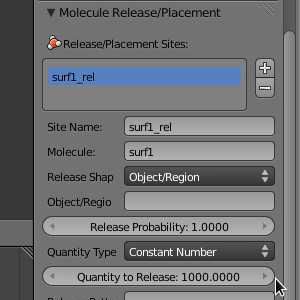 Molecule Release/Placement
Release/Placement Sites:
surf1_rel
Site Name: surf1_rel
Molecule: surf1
Release Shap Object/Region
Object/Regio
Release Probability: 1.0000
Quantity Type Constant Number
Quantity to Release: 1000.0000